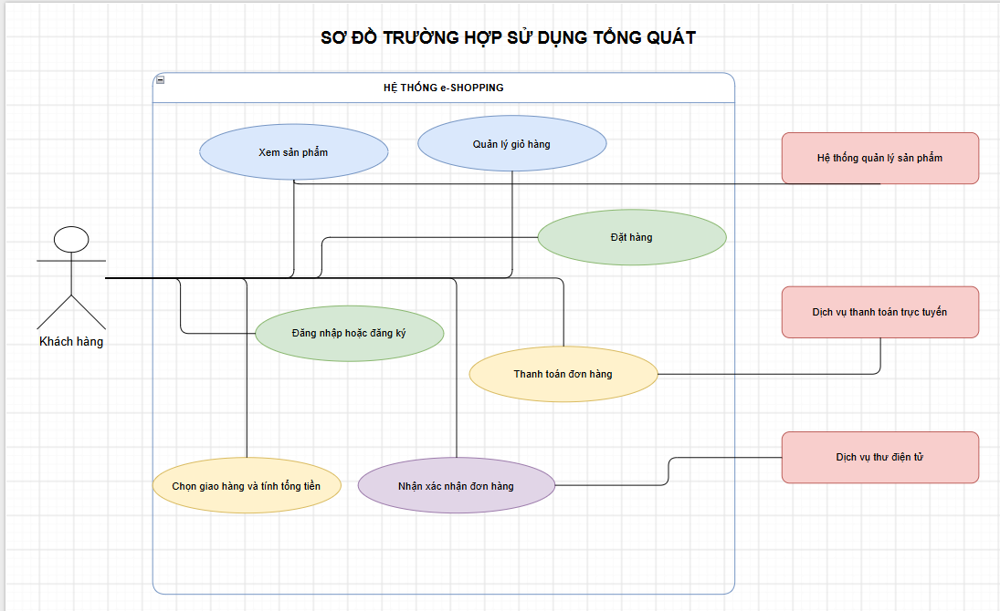 SƠ ĐỒ TRƯỜNG HỢP SỬ DỤNG TỔNG QUÁT
HỆ THỐNG e-SHOPPING
Xem sản phẩm
Quản lý giỏ hàng
Hệ thống quản lý sản phẩm
Đặt hàng
Dịch vụ thanh toán trực tuyến
Đăng nhập hoặc đăng ký
Khách hàng
Thanh toán đơn hàng
Dịch vụ thư điện tử
Chọn giao hàng và tính tổng tiền
Nhận xác nhận đơn hàng